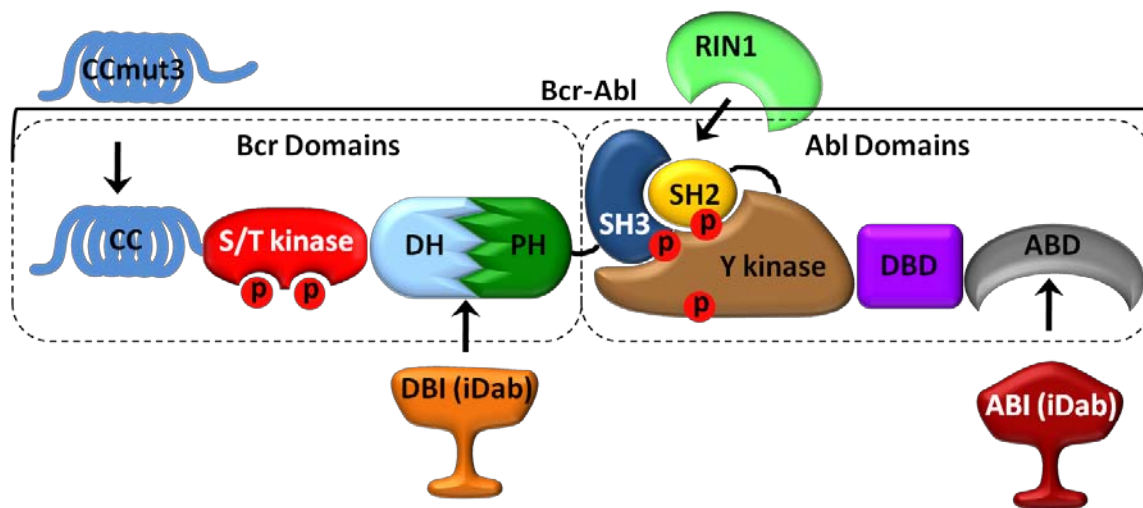 CCmut3
RIN1
Bcr-Abl
Bcr Domains
Abl Domains
CC
S/T kinase
P
P
DH
PH
SH3
SH2
P
P
Y kinase
P
DBD
ABD
DBI (iDab)
ABI (iDab)